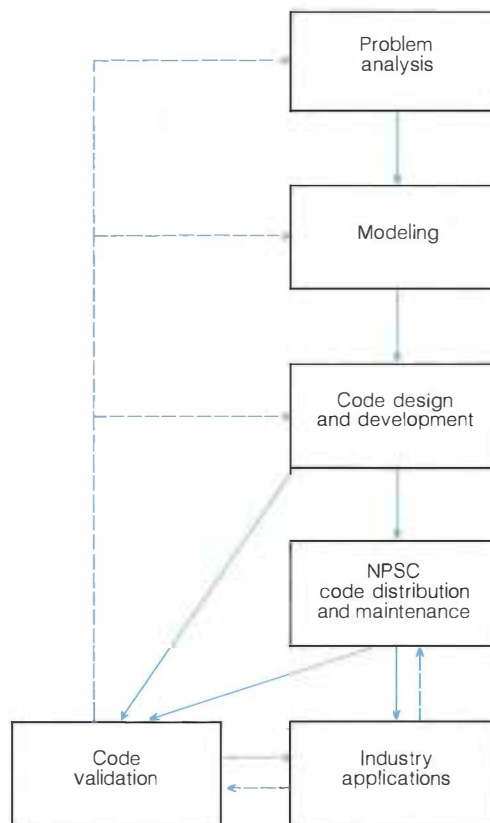 Problem
analysis
Modeling
Code design
and development
NPSC
code distribution
and maintenance
Code
validation
Industry
applications